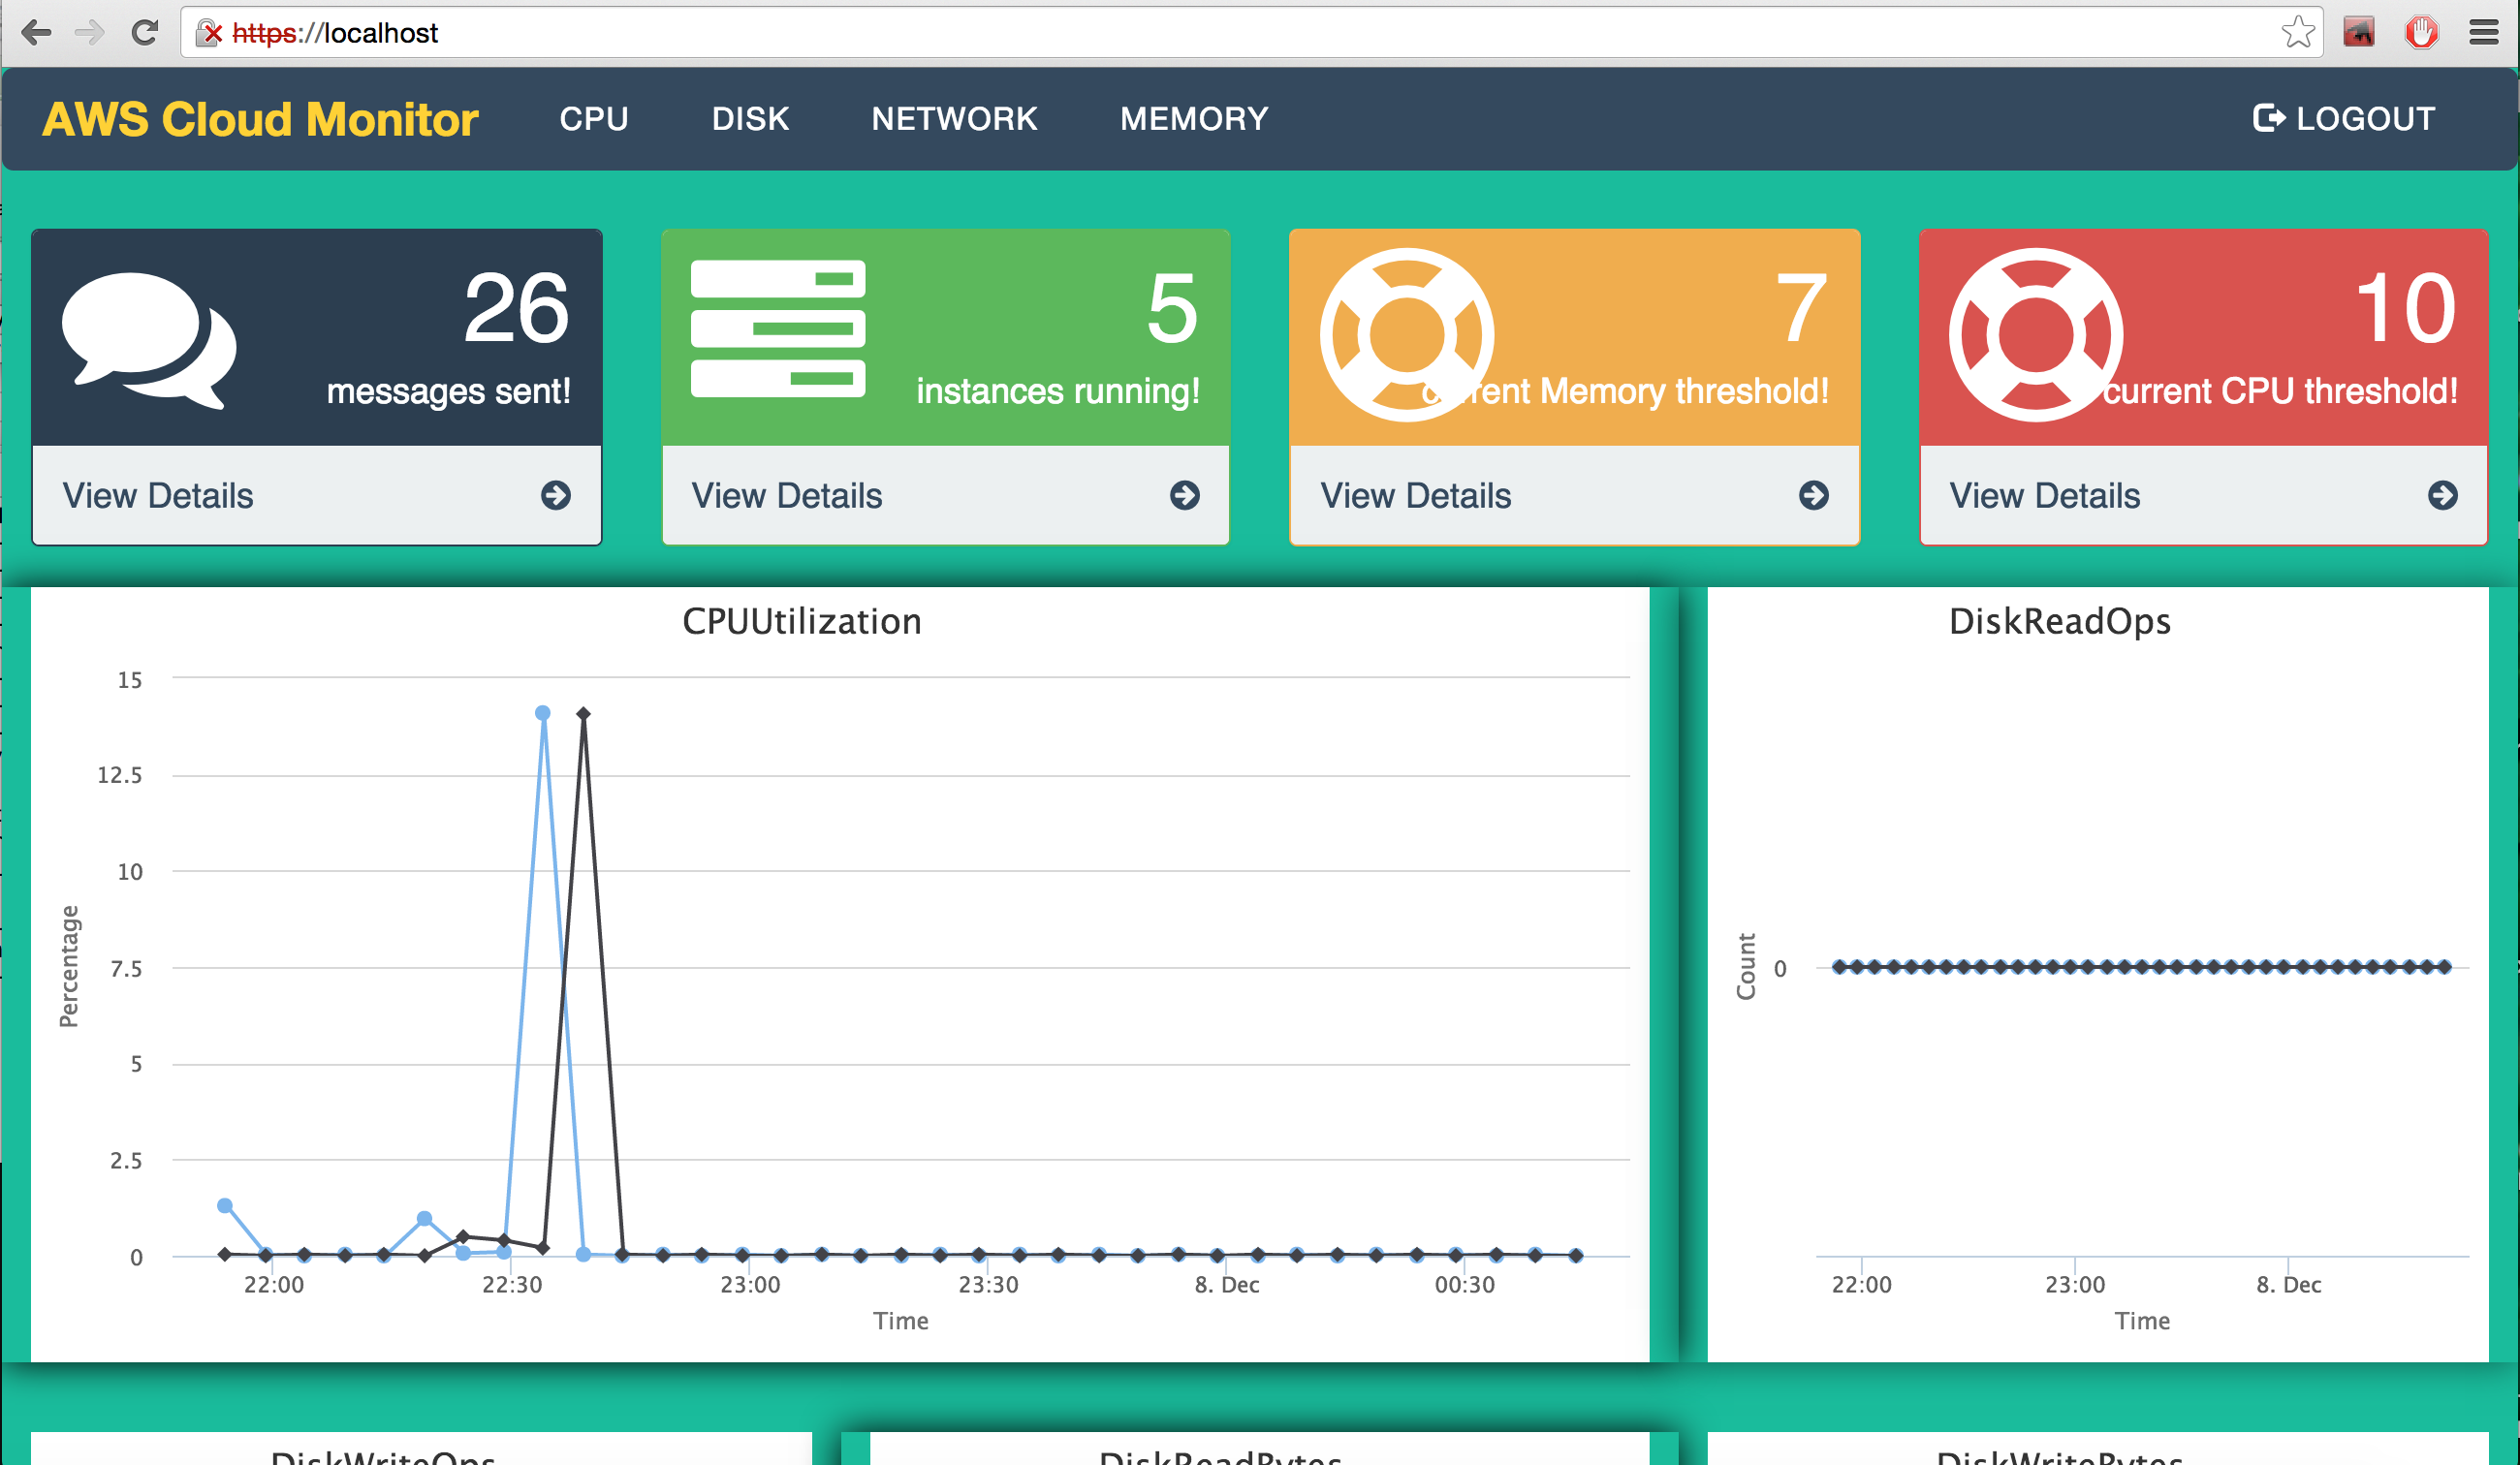 https://localhost
AWS Cloud Monitor CPU DISK NETWORK MEMORY LOGOUT
26
messages sent!
View Details
5
instances running!
View Details
7
current Memory threshold!
View Details
10
current CPU threshold!
View Details
CPUUtilization
15
12.5
10
7.5
5
2.5
0
Percentage
22:00 22:30 23:00 23:30 8. Dec 00:30
Time
DiskReadOps
Count
0
22:00 23:00 8. Dec
Time
DiskWriteOps
DiskReadBytes
DiskWriteBytes